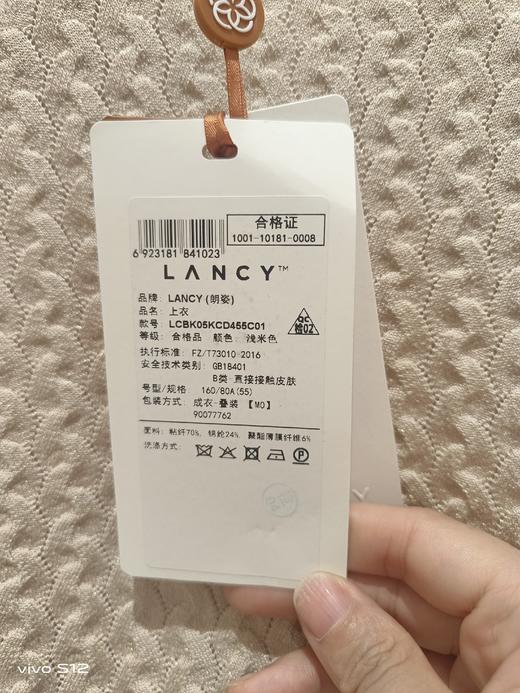 合格证
1001-10181-0008
6 923181 841023
LANCY™
品牌: LANCY (朗姿)
品名: 上衣
款号 LCBK05KCD455C01
QC
检02
等级: 合格品 颜色: 浅米色
执行标准: FZ/T73010-2016
安全技术类别: GB18401
B类-直接接触皮肤
号型/规格 160/80A(55)
包装方式: 成衣-叠装 【M0】-
90077762
面料: 粘纤70%, 锦纶24%, 聚酯薄膜纤维6%
洗涤方式:
P
Y
vivo S12